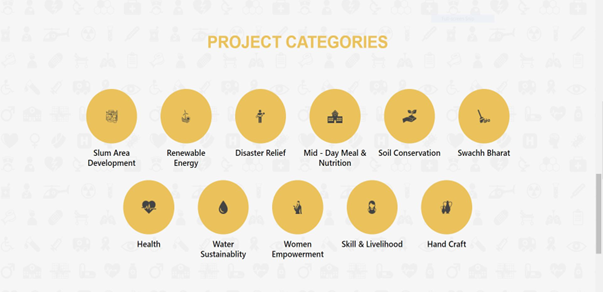 PROJECT CATEGORIES
Slum Area
Development
Renewable
Energy
Disaster Relief
Mid - Day Meal &
Nutrition
Soil Conservation
Swachh Bharat
Health
Water
Sustainablity
Women
Empowerment
Skill & Livelihood
Hand Craft